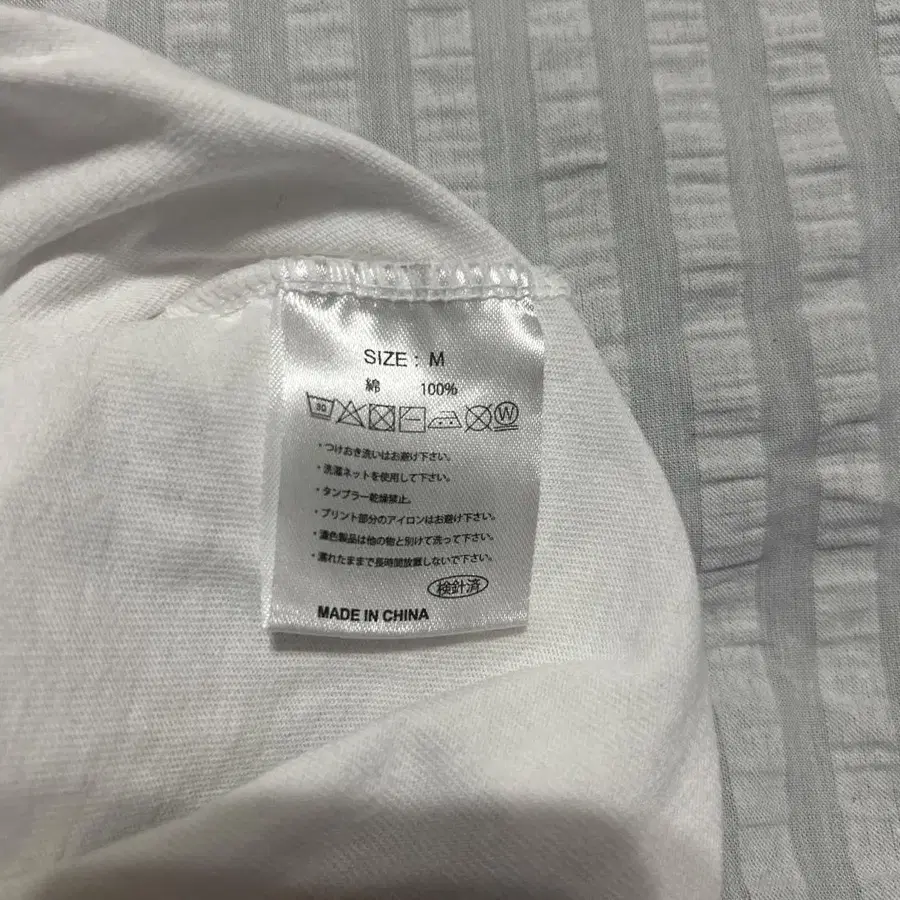 SIZE : M
綿 100%
30 W
・つけおき洗いはお避け下さい。
・洗濯ネットを使用して下さい。
・タンブラー乾燥禁止。
・プリント部分のアイロンはお避け下さい。
・濃色製品は他の物と別けて洗って下さい。
・濡れたままで長時間放置しないで下さい。
検針済
MADE IN CHINA